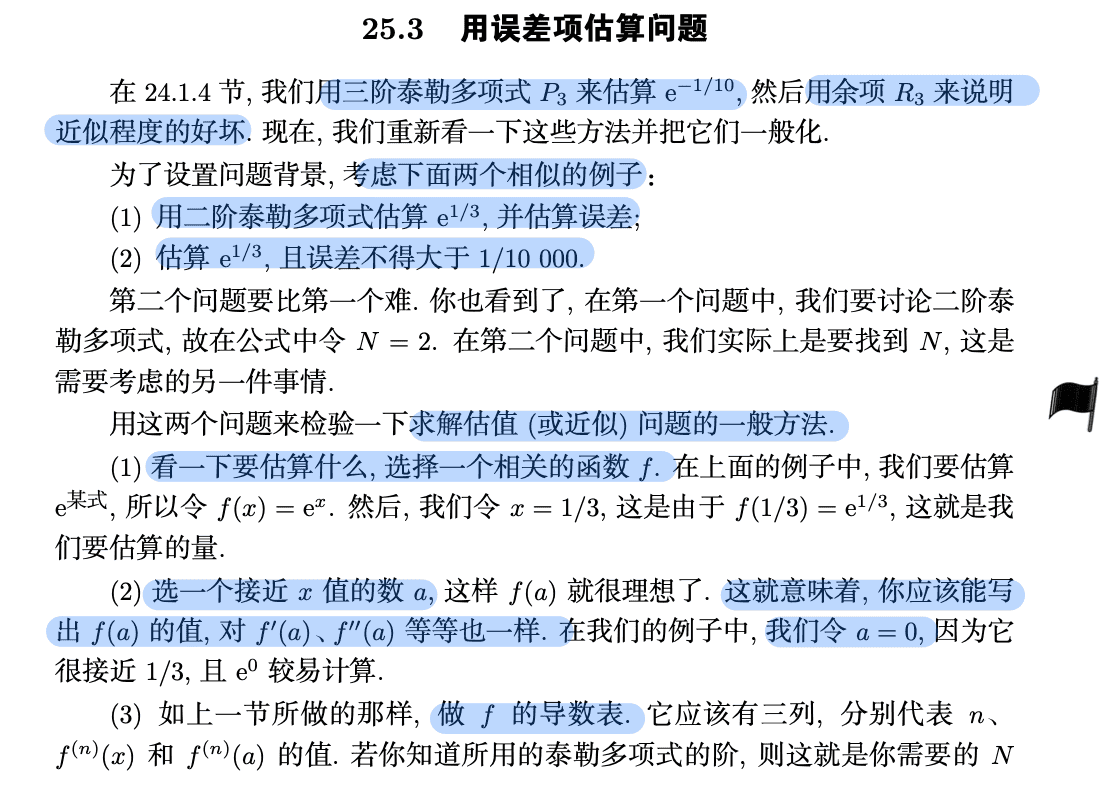 25.3 用误差项估算问题
在 24.1.4 节, 我们用三阶泰勒多项式 P₃ 来估算 e⁻¹/¹⁰, 然后用余项 R₃ 来说明
近似程度的好坏. 现在, 我们重新看一下这些方法并把它们一般化.
为了设置问题背景, 考虑下面两个相似的例子:
(1) 用二阶泰勒多项式估算 e¹/³, 并估算误差;
(2) 估算 e¹/³, 且误差不得大于 1/10 000.
第二个问题要比第一个难. 你也看到了, 在第一个问题中, 我们要讨论二阶泰
勒多项式, 故在公式中令 N = 2. 在第二个问题中, 我们实际上是要找到 N, 这是
需要考虑的另一件事情.
用这两个问题来检验一下求解估值 (或近似) 问题的一般方法.
(1) 看一下要估算什么, 选择一个相关的函数 f. 在上面的例子中, 我们要估算
e某式, 所以令 f(x) = eˣ. 然后, 我们令 x = 1/3, 这是由于 f(1/3) = e¹/³, 这就是我
们要估算的量.
(2) 选一个接近 x 值的数 a, 这样 f(a) 就很理想了. 这就意味着, 你应该能写
出 f(a) 的值, 对 f′(a)、f″(a) 等等也一样. 在我们的例子中, 我们令 a = 0, 因为它
很接近 1/3, 且 e⁰ 较易计算.
(3) 如上一节所做的那样, 做 f 的导数表. 它应该有三列, 分别代表 n、
f⁽ⁿ⁾(x) 和 f⁽ⁿ⁾(a) 的值. 若你知道所用的泰勒多项式的阶, 则这就是你需要的 N